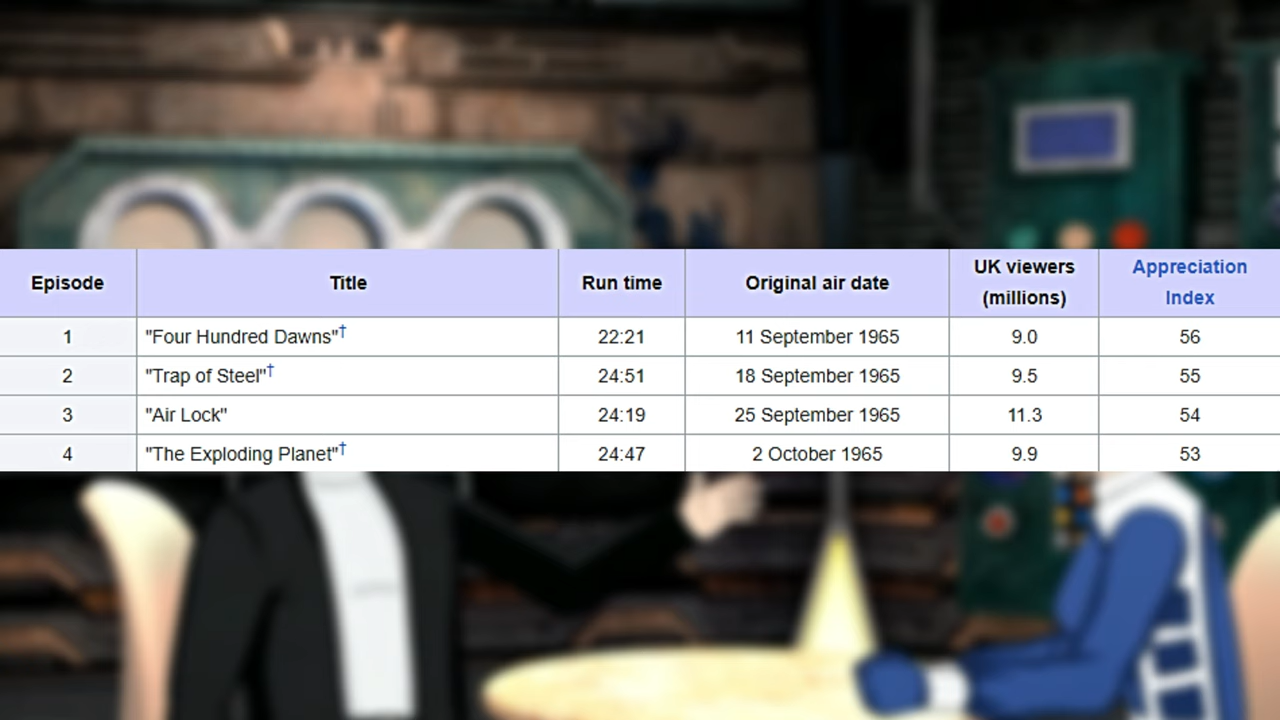 Episode Title Run time Original air date UK viewers (millions) Appreciation Index
1 "Four Hundred Dawns"† 22:21 11 September 1965 9.0 56
2 "Trap of Steel"† 24:51 18 September 1965 9.5 55
3 "Air Lock" 24:19 25 September 1965 11.3 54
4 "The Exploding Planet"† 24:47 2 October 1965 9.9 53